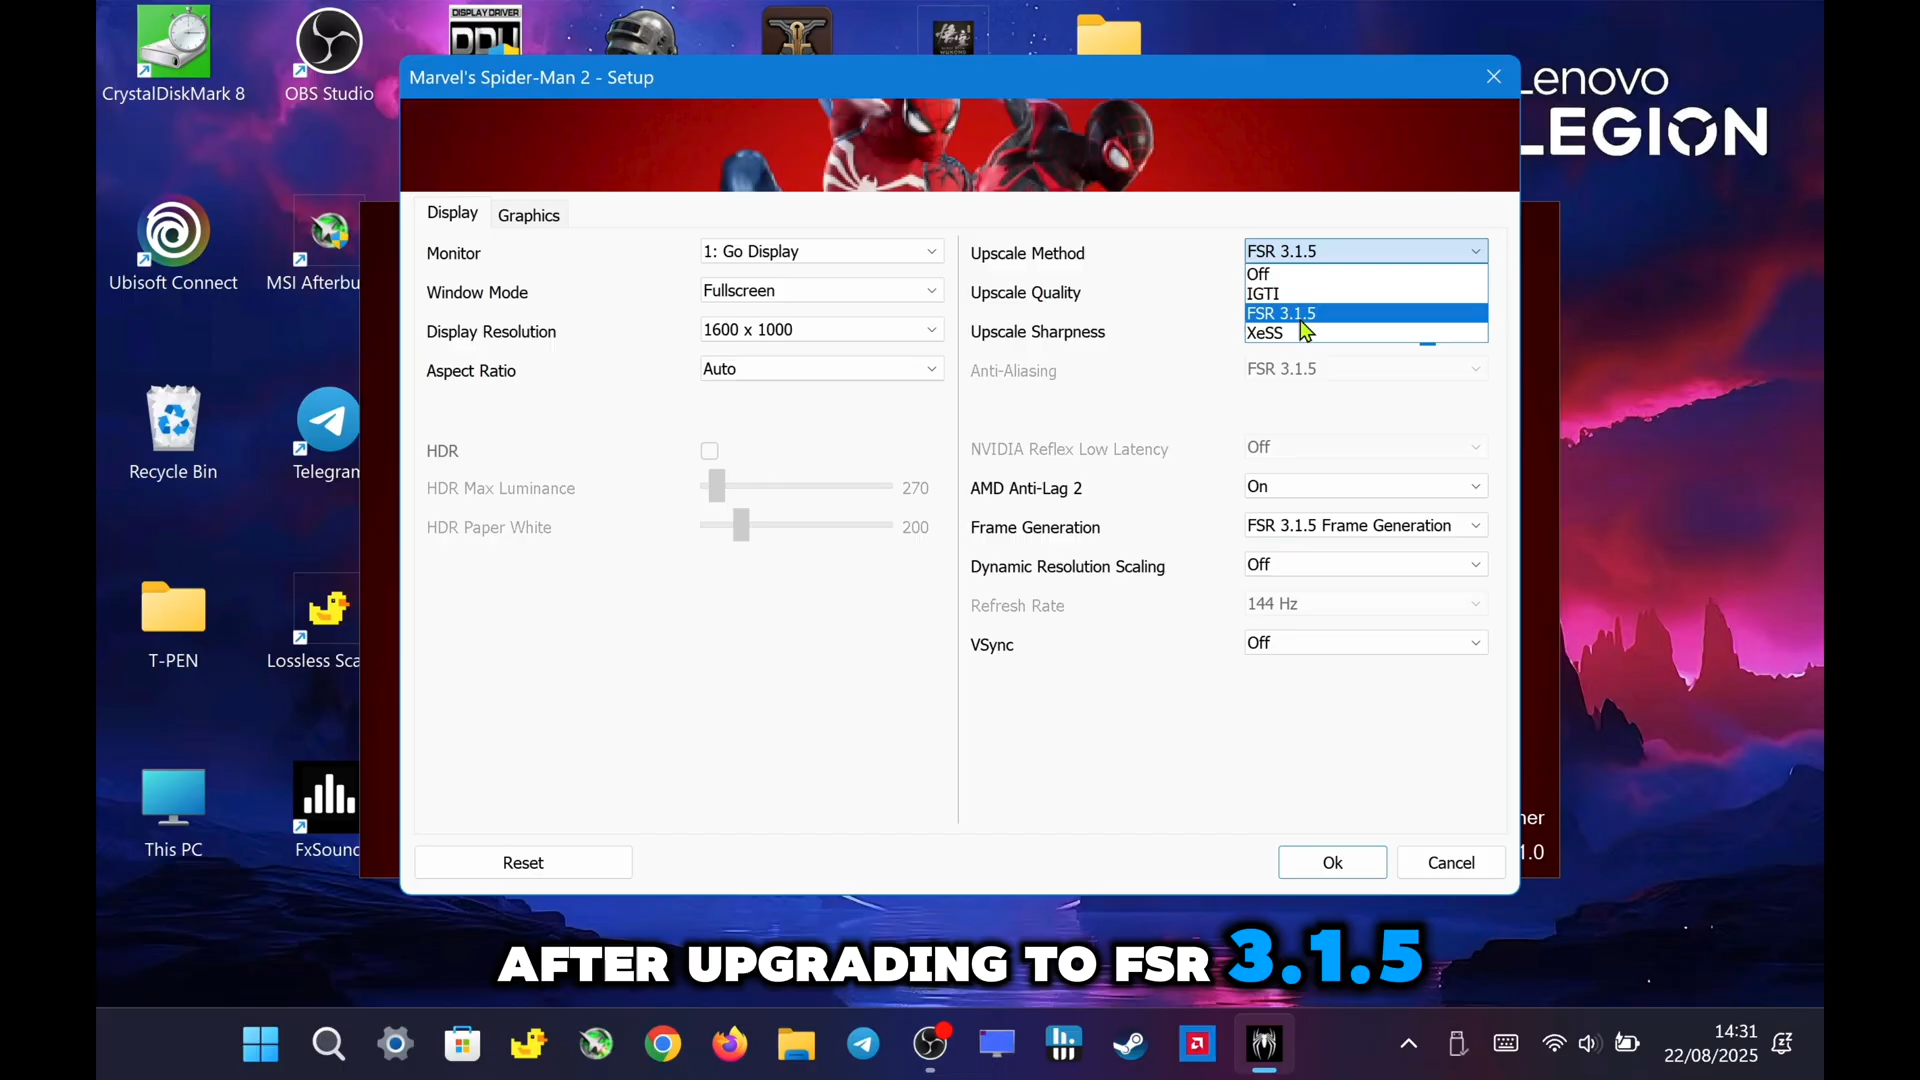 DISPLAY DRIVER
DDU
CrystalDiskMark 8
OBS Studio
Lenovo
LEGION
Marvel's Spider-Man 2 - Setup
Display
Graphics
Monitor
1: Go Display
Window Mode
Fullscreen
Display Resolution
1600 x 1000
Aspect Ratio
Auto
HDR
HDR Max Luminance
270
HDR Paper White
200
Upscale Method
FSR 3.1.5
Off
IGTI
FSR 3.1.5
XeSS
Upscale Quality
Upscale Sharpness
Anti-Aliasing
FSR 3.1.5
NVIDIA Reflex Low Latency
Off
AMD Anti-Lag 2
On
Frame Generation
FSR 3.1.5 Frame Generation
Dynamic Resolution Scaling
Off
Refresh Rate
144 Hz
VSync
Off
Reset
Ok
Cancel
Ubisoft Connect
MSI Afterbu
Recycle Bin
Telegram
T-PEN
Lossless Sca
This PC
FxSound
her
1.0
AFTER UPGRADING TO FSR 3.1.5
14:31
22/08/2025